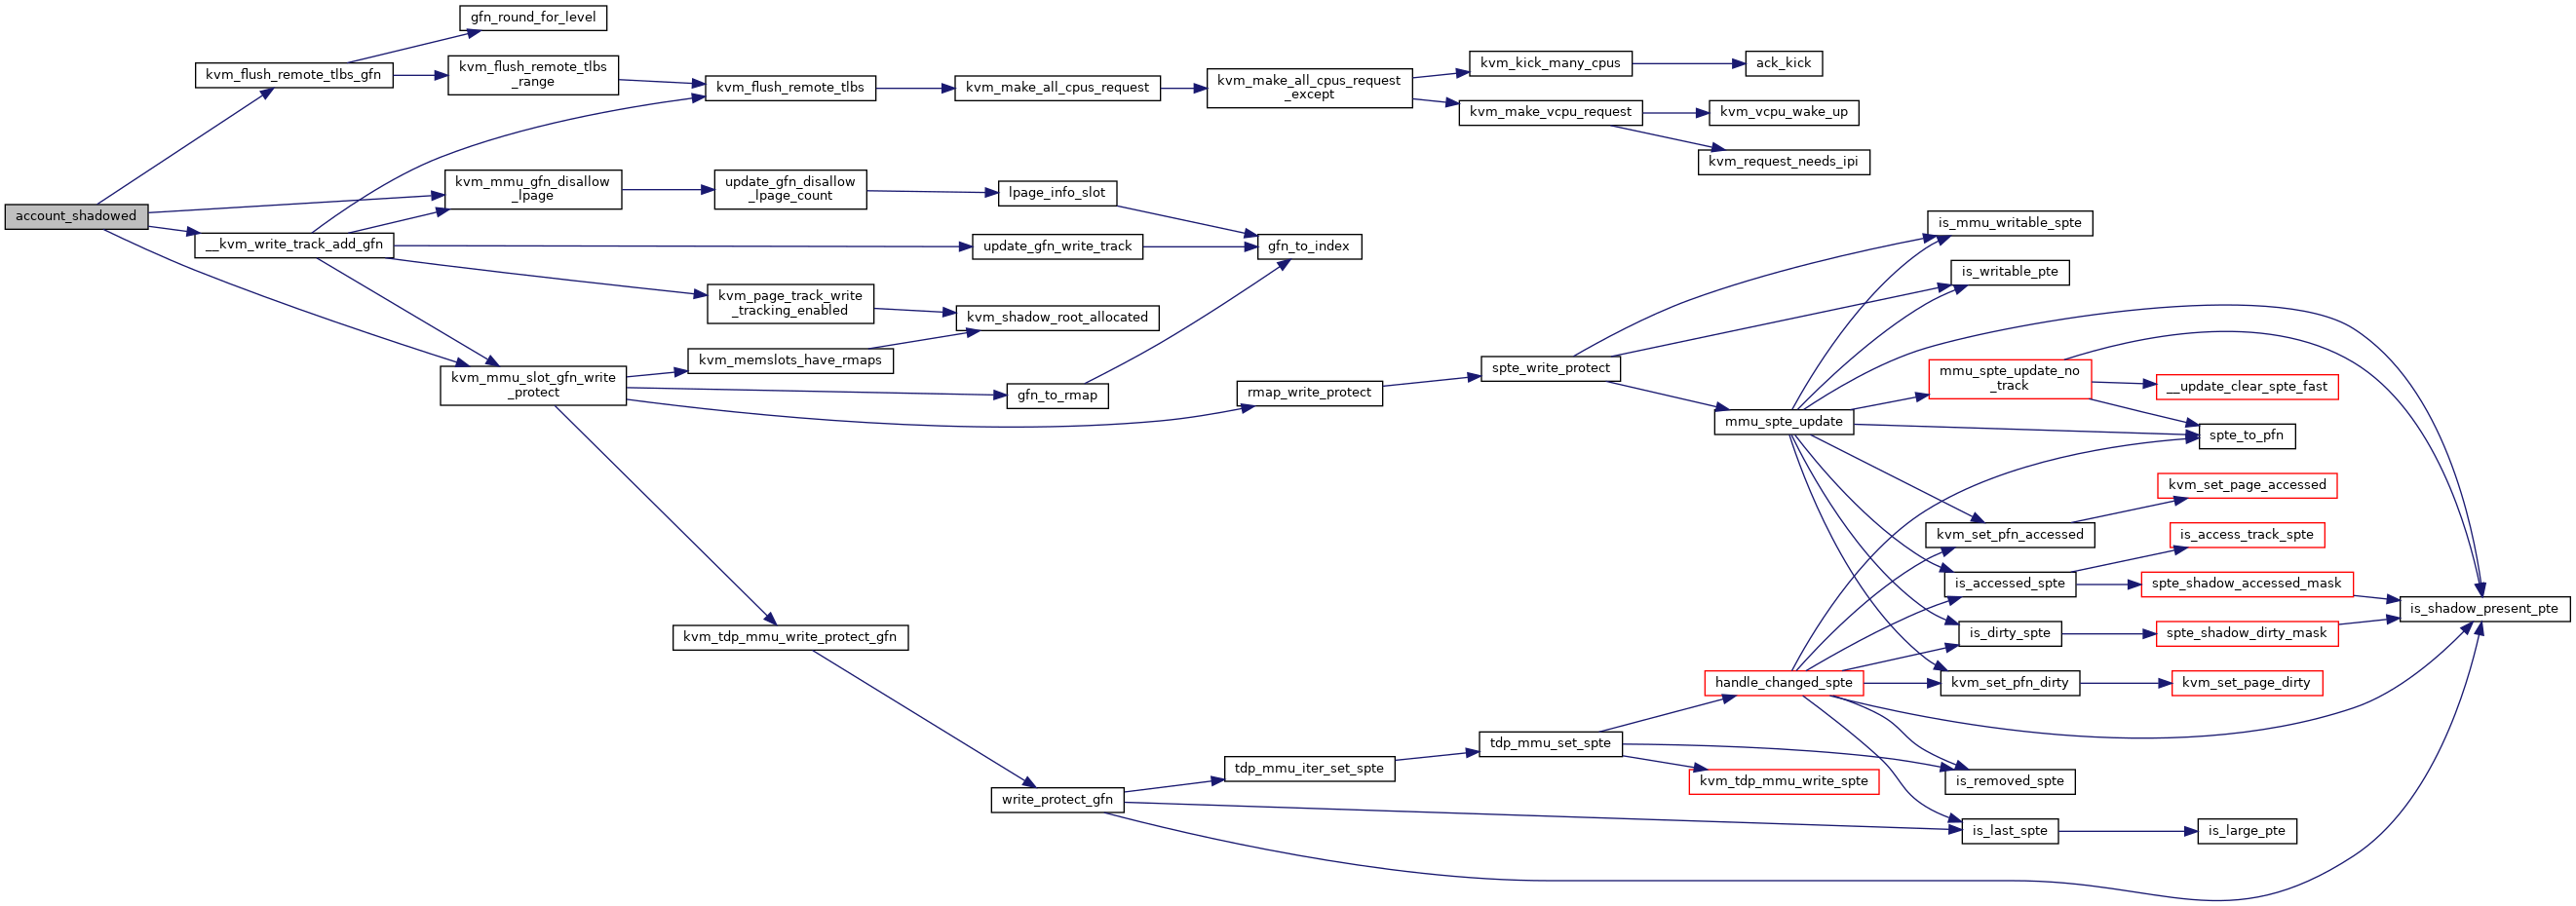 gfn_round_for_level
kvm_flush_remote_tlbs_gfn
kvm_flush_remote_tlbs
_range
kvm_flush_remote_tlbs
kvm_make_all_cpus_request
kvm_make_all_cpus_request
_except
kvm_kick_many_cpus
ack_kick
kvm_make_vcpu_request
kvm_vcpu_wake_up
kvm_request_needs_ipi
account_shadowed
kvm_mmu_gfn_disallow
_lpage
update_gfn_disallow
_lpage_count
lpage_info_slot
__kvm_write_track_add_gfn
update_gfn_write_track
gfn_to_index
kvm_page_track_write
_tracking_enabled
kvm_shadow_root_allocated
kvm_memslots_have_rmaps
kvm_mmu_slot_gfn_write
_protect
gfn_to_rmap
rmap_write_protect
spte_write_protect
is_mmu_writable_spte
is_writable_pte
mmu_spte_update_no
_track
__update_clear_spte_fast
mmu_spte_update
spte_to_pfn
kvm_set_page_accessed
kvm_set_pfn_accessed
is_access_track_spte
is_accessed_spte
spte_shadow_accessed_mask
is_shadow_present_pte
is_dirty_spte
spte_shadow_dirty_mask
kvm_tdp_mmu_write_protect_gfn
handle_changed_spte
kvm_set_pfn_dirty
kvm_set_page_dirty
tdp_mmu_set_spte
tdp_mmu_iter_set_spte
kvm_tdp_mmu_write_spte
is_removed_spte
write_protect_gfn
is_last_spte
is_large_pte